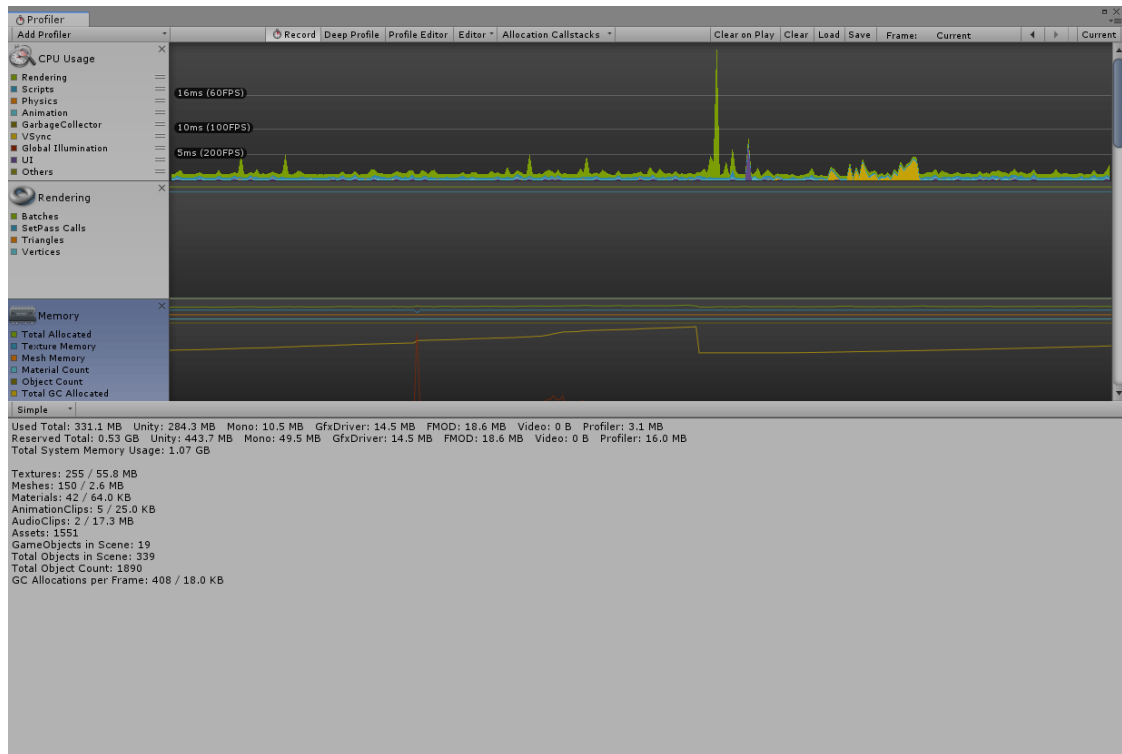 Profiler
Add Profiler Record Deep Profile Profile Editor Editor Allocation Callstacks Clear on Play Clear Load Save Frame: Current Current
CPU Usage
Rendering
Scripts
Physics
Animation
GarbageCollector
VSync
Global Illumination
UI
Others
16ms (60FPS)
10ms (100FPS)
5ms (200FPS)
Rendering
Batches
SetPass Calls
Triangles
Vertices
Memory
Total Allocated
Texture Memory
Mesh Memory
Material Count
Object Count
Total GC Allocated
Simple
Used Total: 331.1 MB Unity: 284.3 MB Mono: 10.5 MB GfxDriver: 14.5 MB FMOD: 18.6 MB Video: 0 B Profiler: 3.1 MB
Reserved Total: 0.53 GB Unity: 443.7 MB Mono: 49.5 MB GfxDriver: 14.5 MB FMOD: 18.6 MB Video: 0 B Profiler: 16.0 MB
Total System Memory Usage: 1.07 GB
Textures: 255 / 55.8 MB
Meshes: 150 / 2.6 MB
Materials: 42 / 64.0 KB
AnimationClips: 5 / 25.0 KB
AudioClips: 2 / 17.3 MB
Assets: 1551
GameObjects in Scene: 19
Total Objects in Scene: 339
Total Object Count: 1890
GC Allocations per Frame: 408 / 18.0 KB